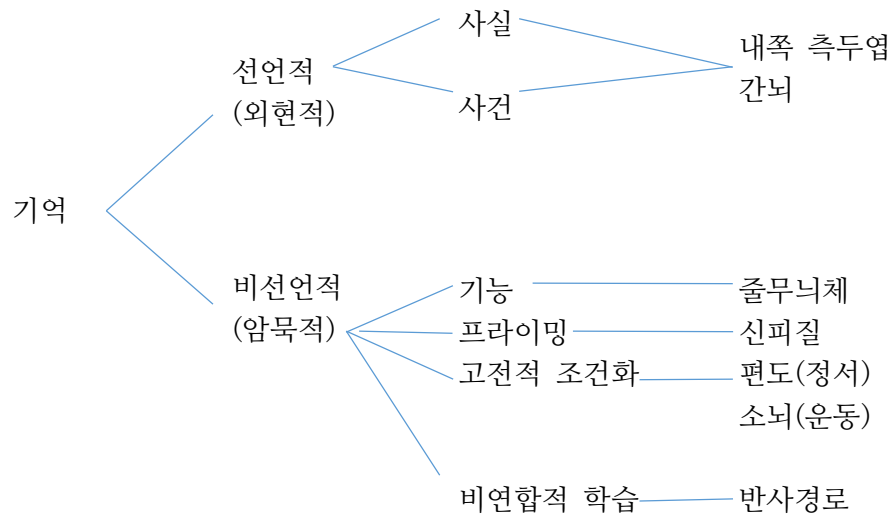 기억
선언적
(외현적)
사실
사건
내쪽 측두엽
간뇌
비선언적
(암묵적)
기능
줄무늬체
프라이밍
신피질
고전적 조건화
편도(정서)
소뇌(운동)
비연합적 학습
반사경로